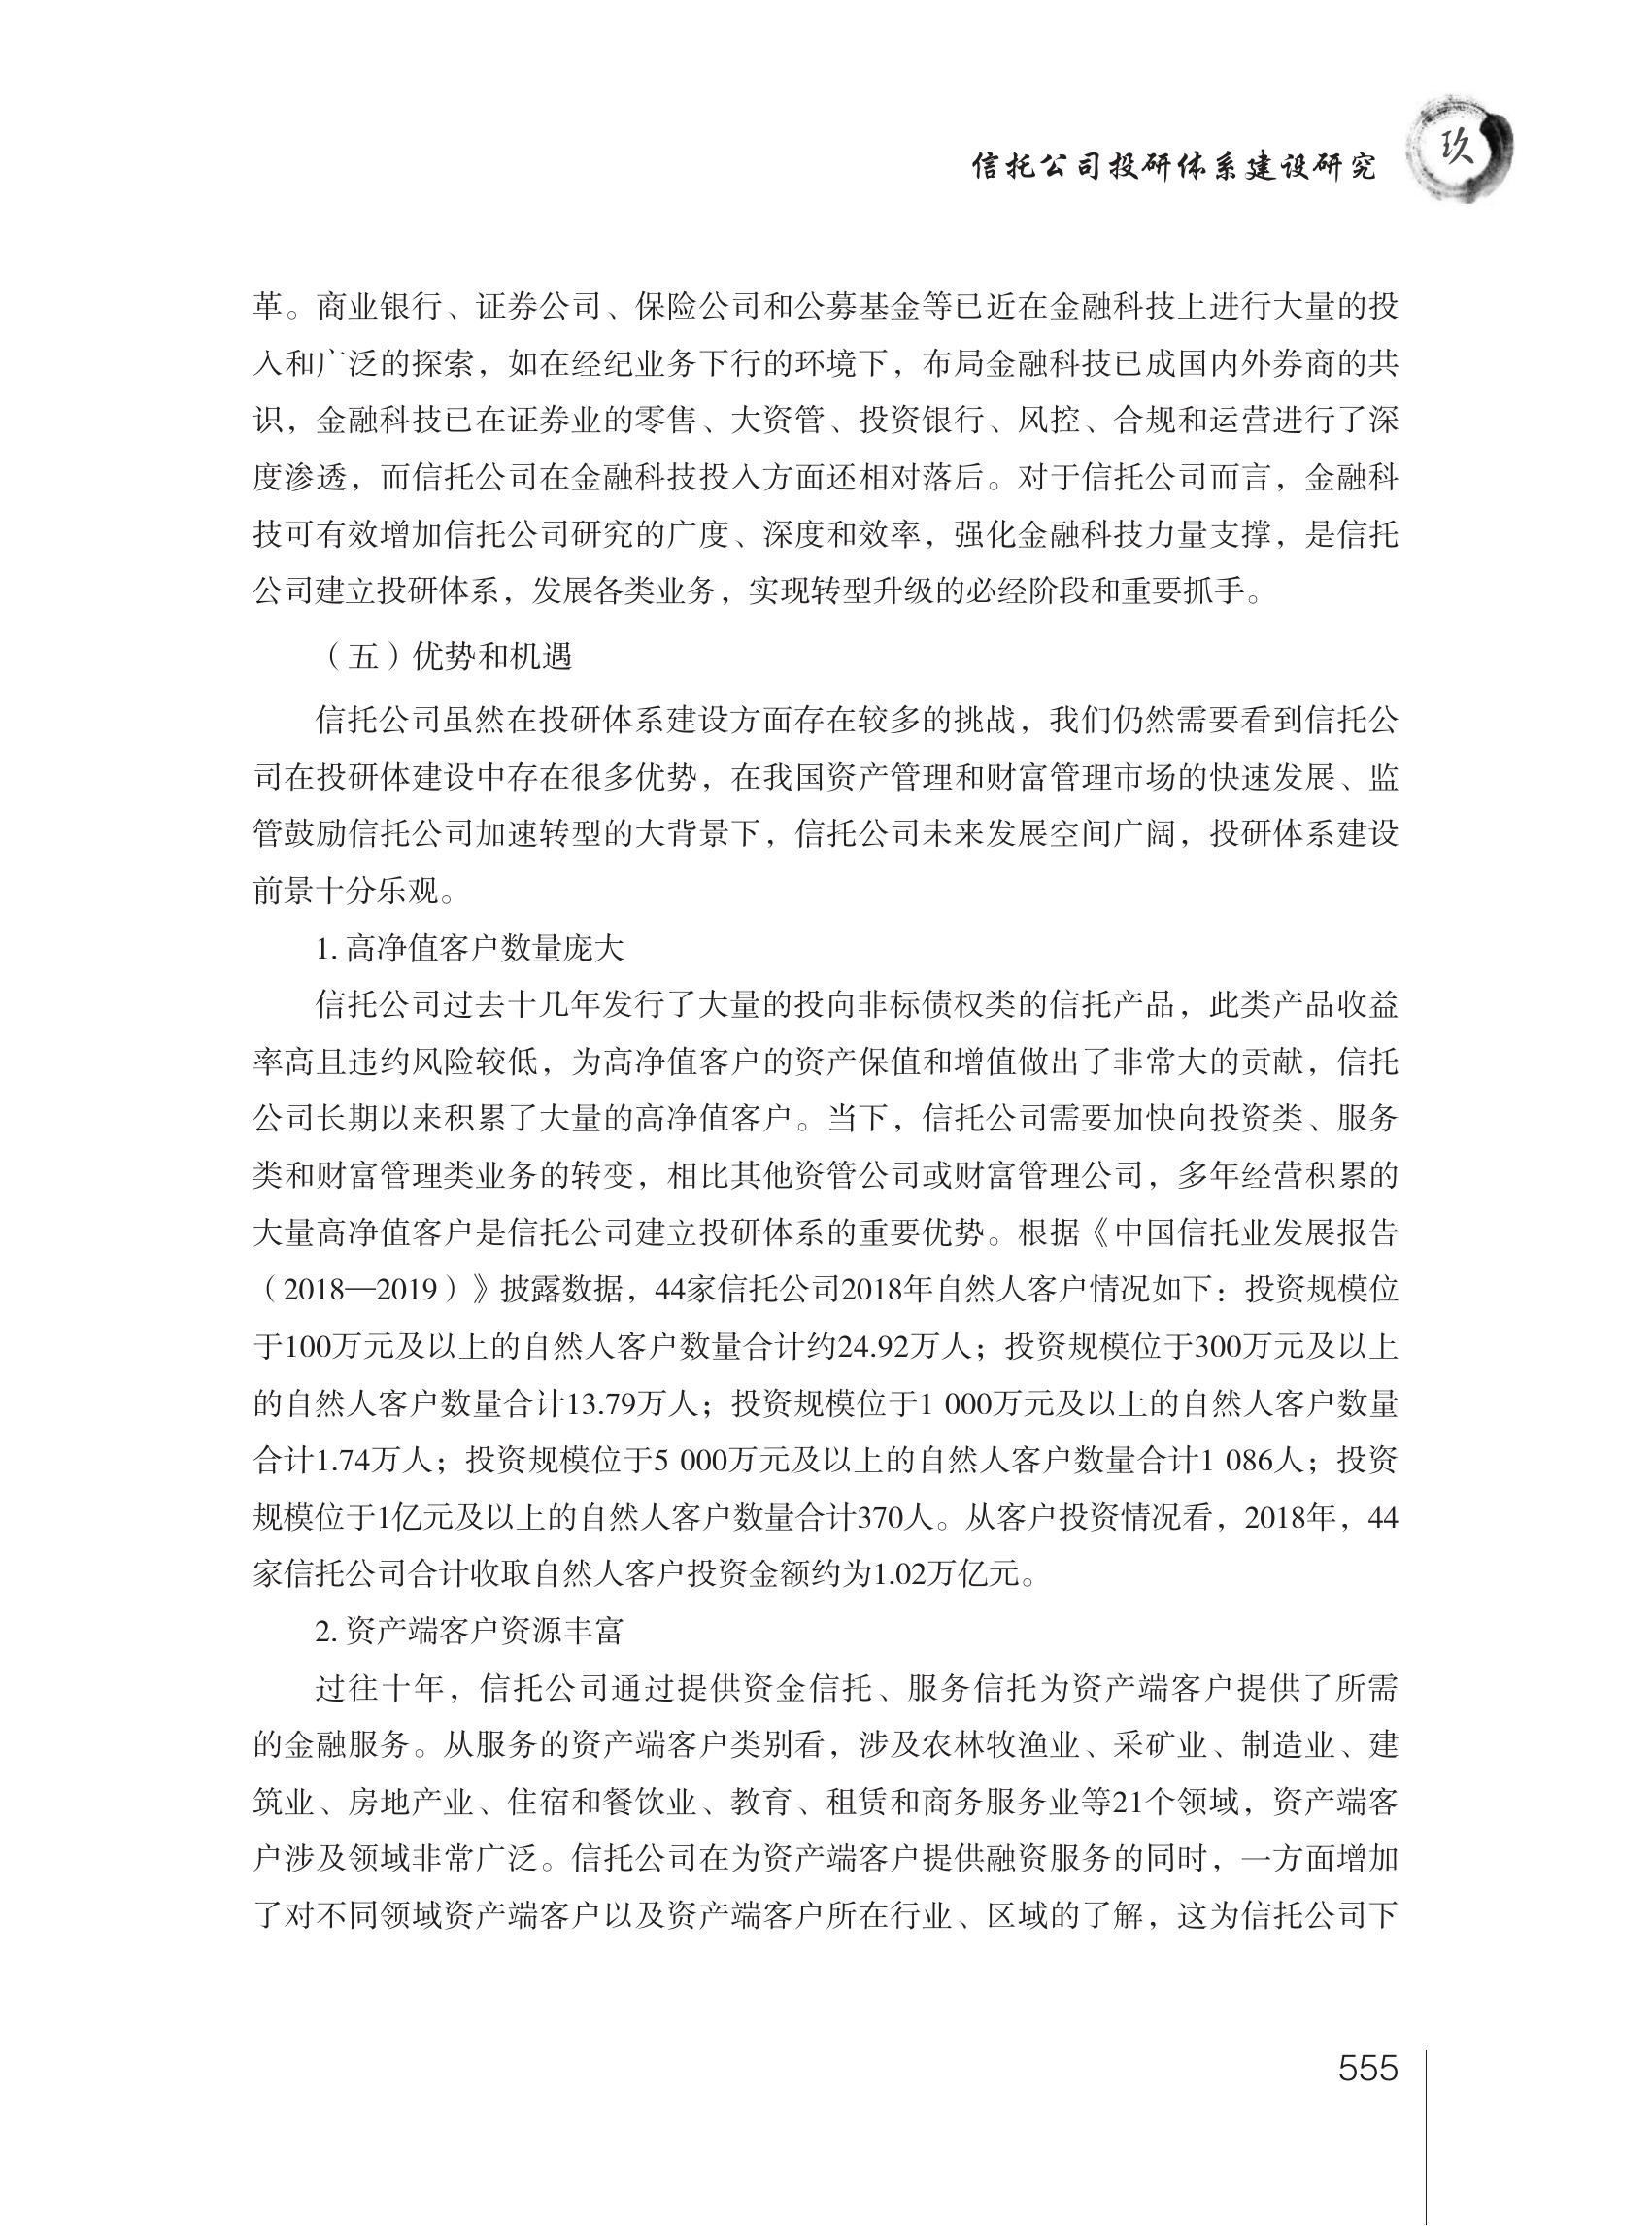 信托公司投研体系建设研究
玖
革。商业银行、证券公司、保险公司和公募基金等已近在金融科技上进行大量的投
入和广泛的探索，如在经纪业务下行的环境下，布局金融科技已成国内外券商的共
识，金融科技已在证券业的零售、大资管、投资银行、风控、合规和运营进行了深
度渗透，而信托公司在金融科技投入方面还相对落后。对于信托公司而言，金融科
技可有效增加信托公司研究的广度、深度和效率，强化金融科技力量支撑，是信托
公司建立投研体系，发展各类业务，实现转型升级的必经阶段和重要抓手。
（五）优势和机遇
信托公司虽然在投研体系建设方面存在较多的挑战，我们仍然需要看到信托公
司在投研体建设中存在很多优势，在我国资产管理和财富管理市场的快速发展、监
管鼓励信托公司加速转型的大背景下，信托公司未来发展空间广阔，投研体系建设
前景十分乐观。
1. 高净值客户数量庞大
信托公司过去十几年发行了大量的投向非标债权类的信托产品，此类产品收益
率高且违约风险较低，为高净值客户的资产保值和增值做出了非常大的贡献，信托
公司长期以来积累了大量的高净值客户。当下，信托公司需要加快向投资类、服务
类和财富管理类业务的转变，相比其他资管公司或财富管理公司，多年经营积累的
大量高净值客户是信托公司建立投研体系的重要优势。根据《中国信托业发展报告
（2018—2019）》披露数据，44家信托公司2018年自然人客户情况如下：投资规模位
于100万元及以上的自然人客户数量合计约24.92万人；投资规模位于300万元及以上
的自然人客户数量合计13.79万人；投资规模位于1 000万元及以上的自然人客户数量
合计1.74万人；投资规模位于5 000万元及以上的自然人客户数量合计1 086人；投资
规模位于1亿元及以上的自然人客户数量合计370人。从客户投资情况看，2018年，44
家信托公司合计收取自然人客户投资金额约为1.02万亿元。
2. 资产端客户资源丰富
过往十年，信托公司通过提供资金信托、服务信托为资产端客户提供了所需
的金融服务。从服务的资产端客户类别看，涉及农林牧渔业、采矿业、制造业、建
筑业、房地产业、住宿和餐饮业、教育、租赁和商务服务业等21个领域，资产端客
户涉及领域非常广泛。信托公司在为资产端客户提供融资服务的同时，一方面增加
了对不同领域资产端客户以及资产端客户所在行业、区域的了解，这为信托公司下
555